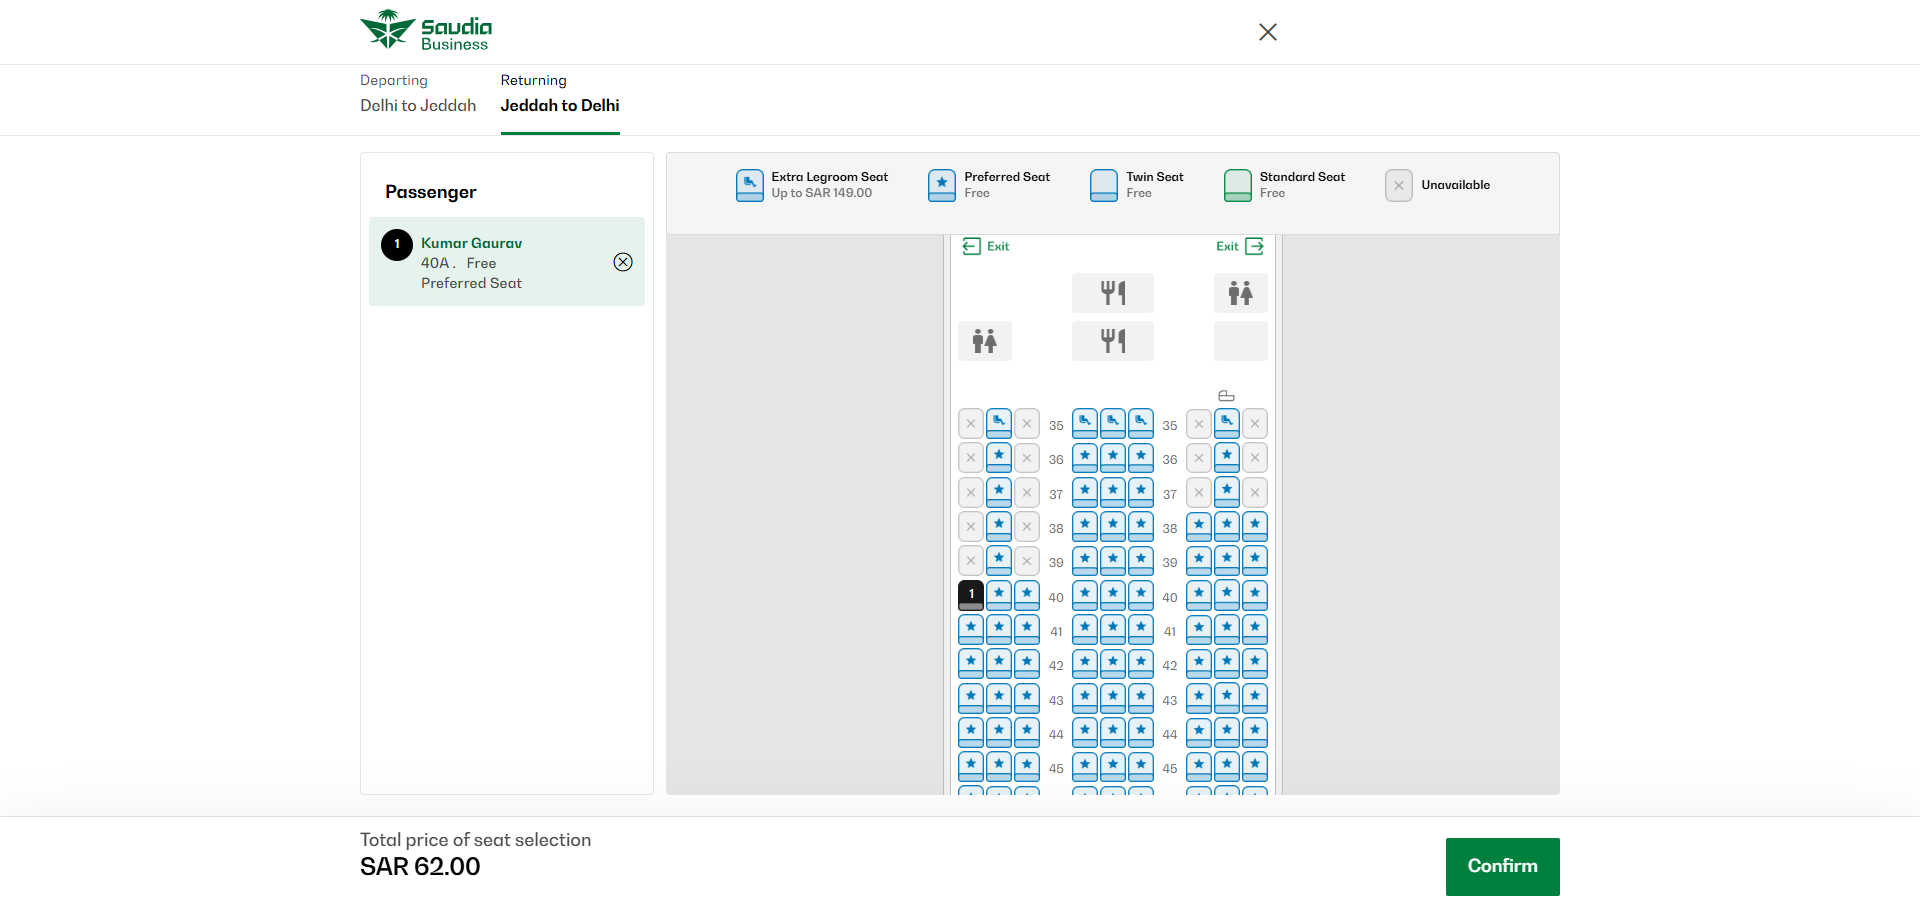 Saudia
Business
Departing
Delhi to Jeddah
Returning
Jeddah to Delhi
Passenger
1
Kumar Gaurav
40A . Free
Preferred Seat
Extra Legroom Seat
Up to SAR 149.00
Preferred Seat
Free
Twin Seat
Free
Standard Seat
Free
Unavailable
Exit
Exit
35 35
36 36
37 37
38 38
39 39
1 40 40
41 41
42 42
43 43
44 44
45 45
Total price of seat selection
SAR 62.00
Confirm